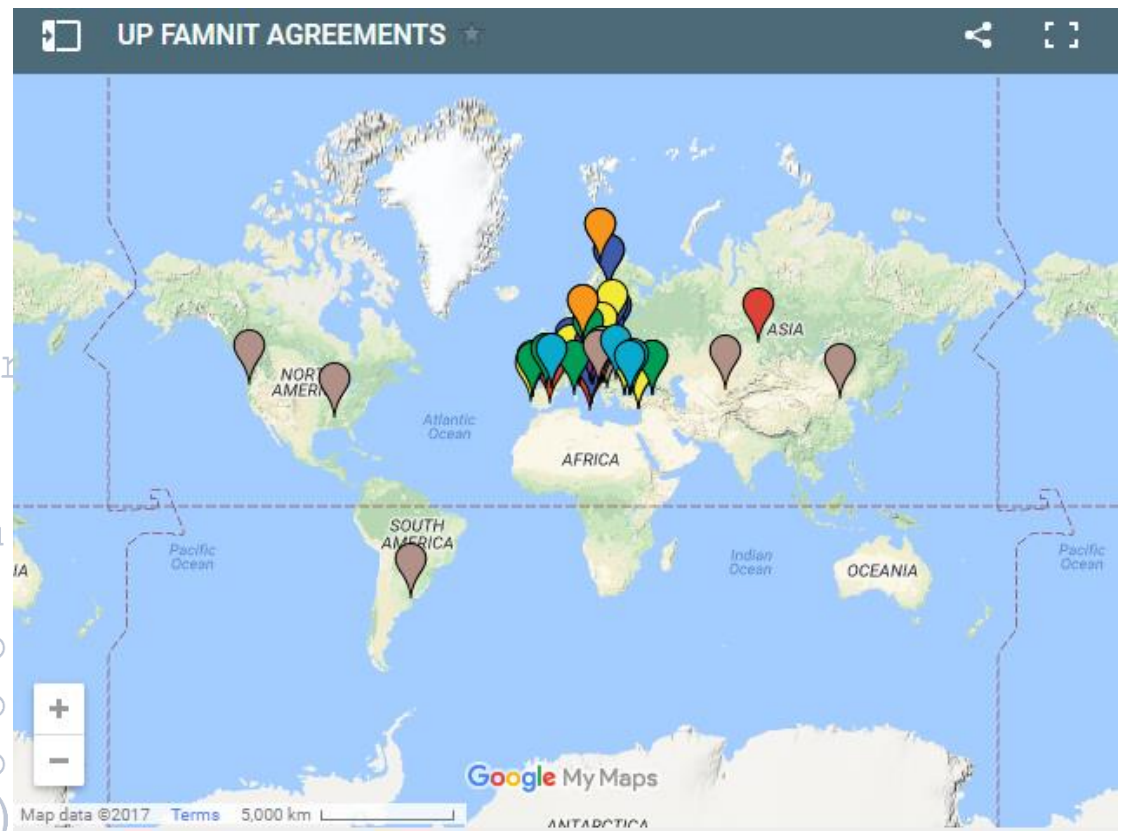 UP FAMNIT AGREEMENTS
ASIA
NORT
AMERI
Atlantic
Ocean
AFRICA
SOUTH
AMERICA
Pacific
Ocean
Indian
Ocean
OCEANIA
Pacific
Ocean
IA
+
−
Google My Maps
Map data ©2017 Terms 5,000 km
ANTARCTICA